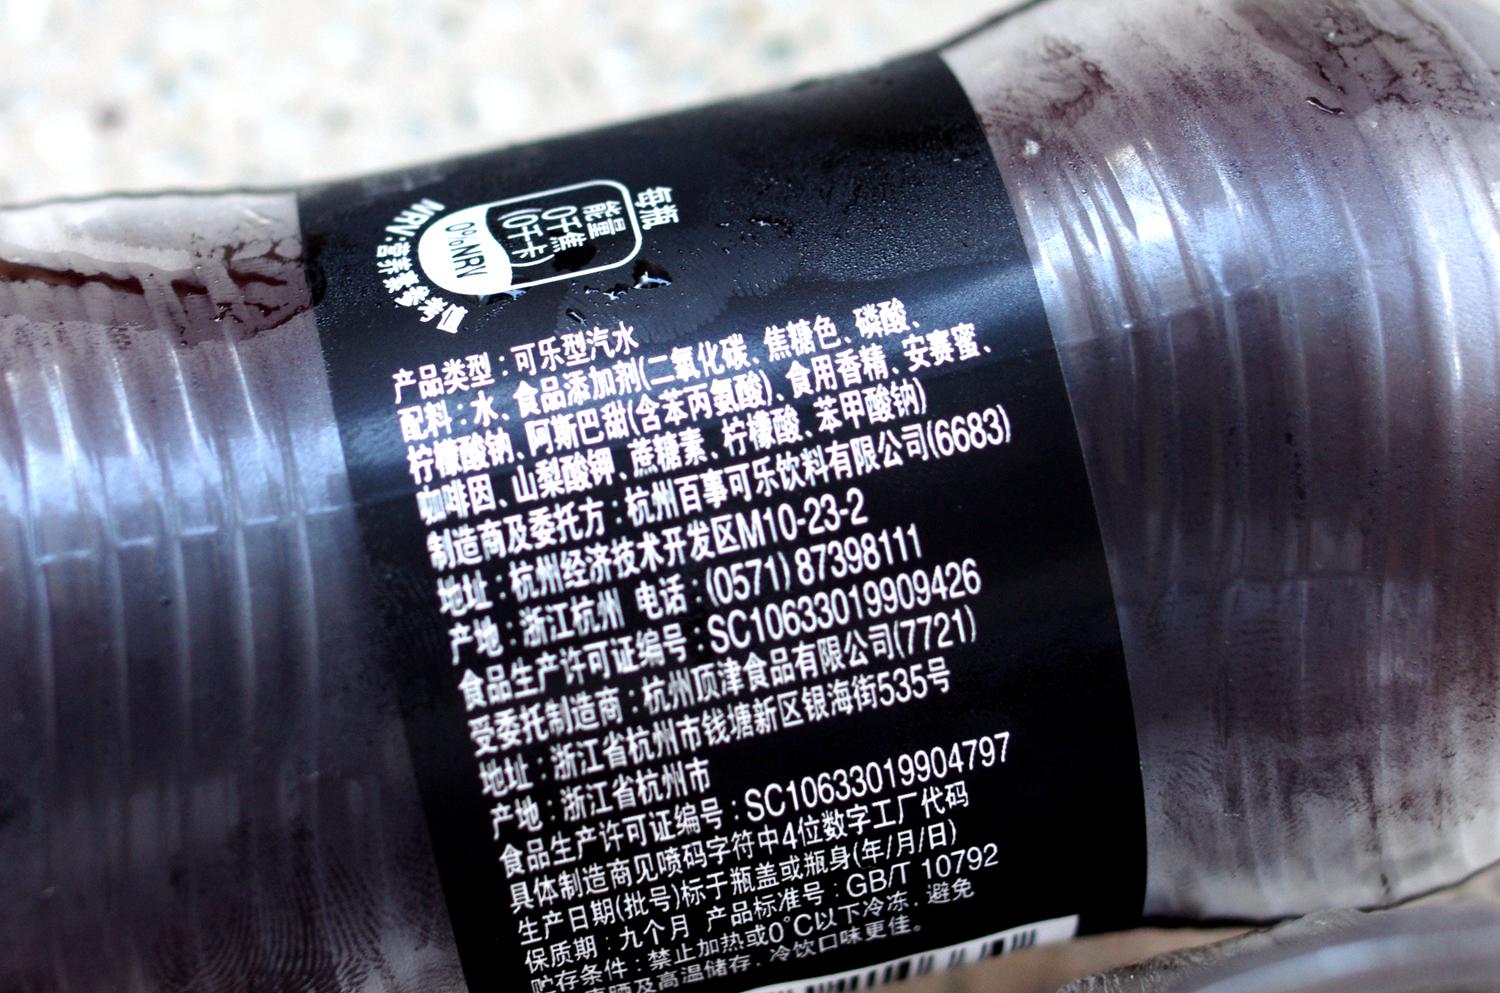 每瓶
能量
0千焦
(0千卡)
0%NRV
NRV·营养素参考值
产品类型：可乐型汽水
配料：水、食品添加剂(二氧化碳、焦糖色、磷酸、
柠檬酸钠、阿斯巴甜(含苯丙氨酸)、食用香精、安赛蜜、
咖啡因、山梨酸钾、蔗糖素、柠檬酸、苯甲酸钠)
制造商及委托方：杭州百事可乐饮料有限公司(6683)
地址：杭州经济技术开发区M10-23-2
产地：浙江杭州 电话：(0571) 87398111
食品生产许可证编号：SC10633019909426
受委托制造商：杭州顶津食品有限公司(7721)
地址：浙江省杭州市钱塘新区银海街535号
产地：浙江省杭州市
食品生产许可证编号：SC10633019904797
具体制造商见喷码字符中4位数字工厂代码
生产日期(批号)标于瓶盖或瓶身(年/月/日)
保质期：九个月 产品标准号：GB/T 10792
贮存条件：禁止加热或0℃以下冷冻，避免
晒及高温储存，冷饮口味更佳。